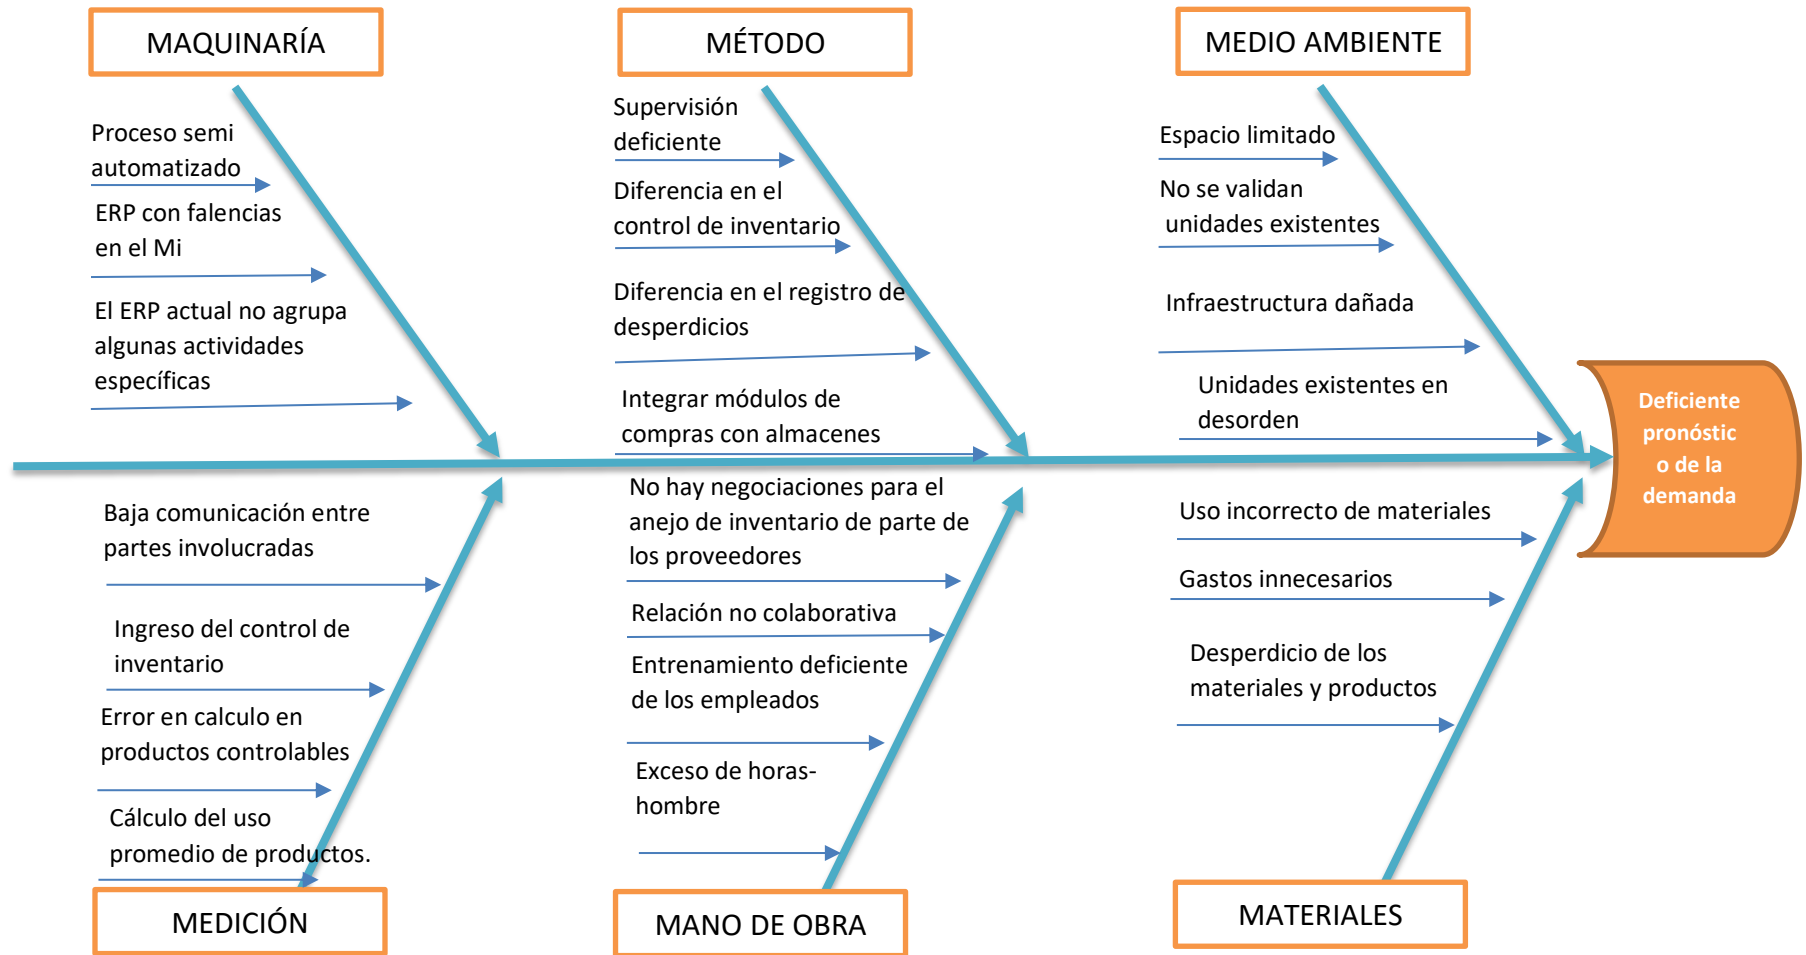 MAQUINARÍA
MÉTODO
MEDIO AMBIENTE
Proceso semi
automatizado
ERP con falencias
en el Mi
El ERP actual no agrupa
algunas actividades
específicas
Supervisión
deficiente
Diferencia en el
control de inventario
Diferencia en el registro de
desperdicios
Integrar módulos de
compras con almacenes
Espacio limitado
No se validan
unidades existentes
Infraestructura dañada
Unidades existentes en
desorden
Deficiente
pronóstic
o de la
demanda
Baja comunicación entre
partes involucradas
Ingreso del control de
inventario
Error en calculo en
productos controlables
Cálculo del uso
promedio de productos.
No hay negociaciones para el
anejo de inventario de parte de
los proveedores
Relación no colaborativa
Entrenamiento deficiente
de los empleados
Exceso de horas-
hombre
Uso incorrecto de materiales
Gastos innecesarios
Desperdicio de los
materiales y productos
MEDICIÓN
MANO DE OBRA
MATERIALES